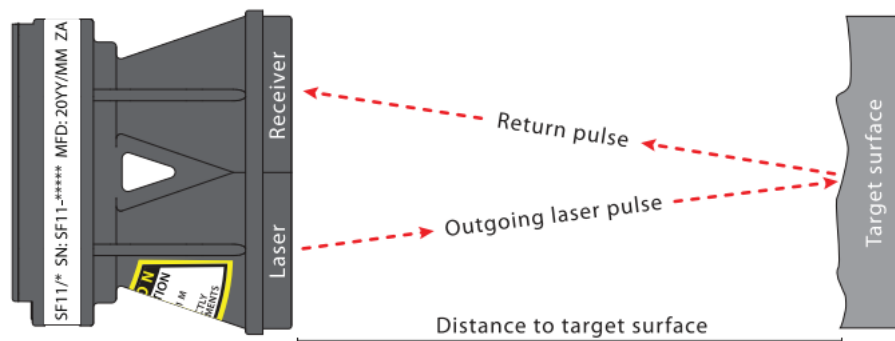 SF11/* SN: SF11-***** MFD: 20YY/MM ZA
Receiver
Laser
Return pulse
Outgoing laser pulse
Target surface
Distance to target surface